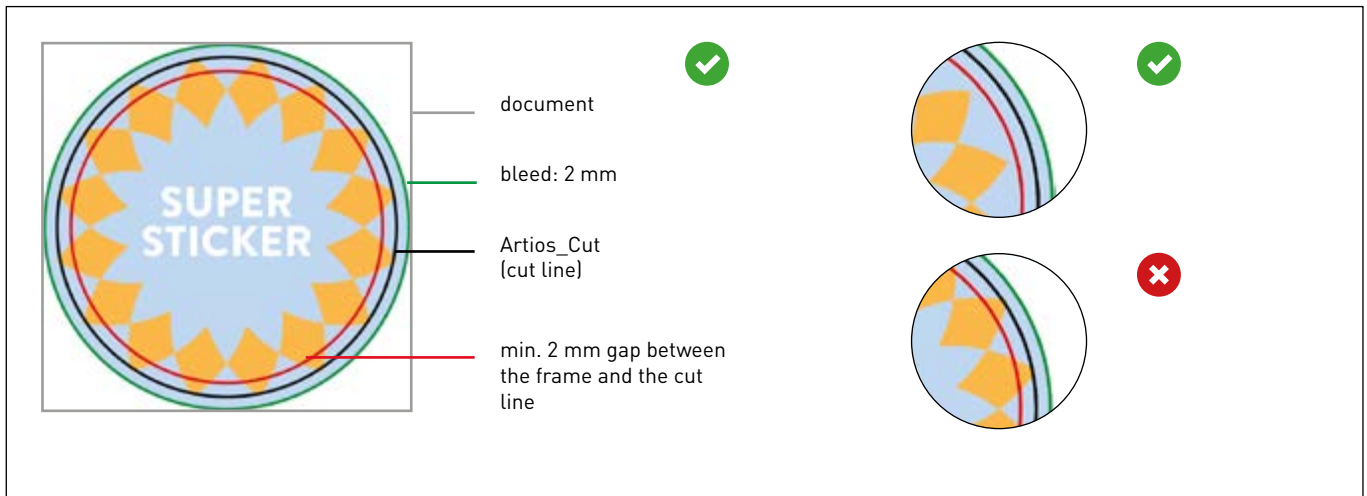 SUPER
STICKER
document
bleed: 2 mm
Artios_Cut
(cut line)
min. 2 mm gap between
the frame and the cut
line